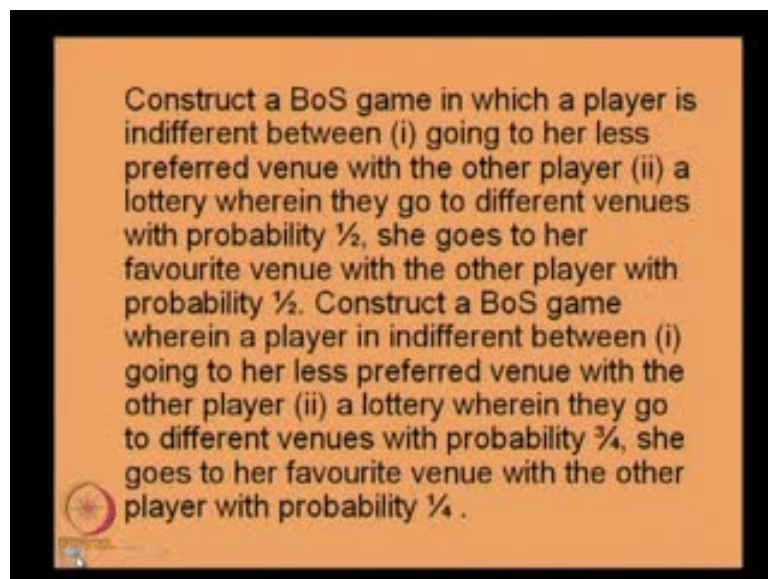 Construct a BoS game in which a player is
indifferent between (i) going to her less
preferred venue with the other player (ii) a
lottery wherein they go to different venues
with probability ½, she goes to her
favourite venue with the other player with
probability ½. Construct a BoS game
wherein a player in indifferent between (i)
going to her less preferred venue with the
other player (ii) a lottery wherein they go
to different venues with probability ¾, she
goes to her favourite venue with the other
player with probability ¼ .